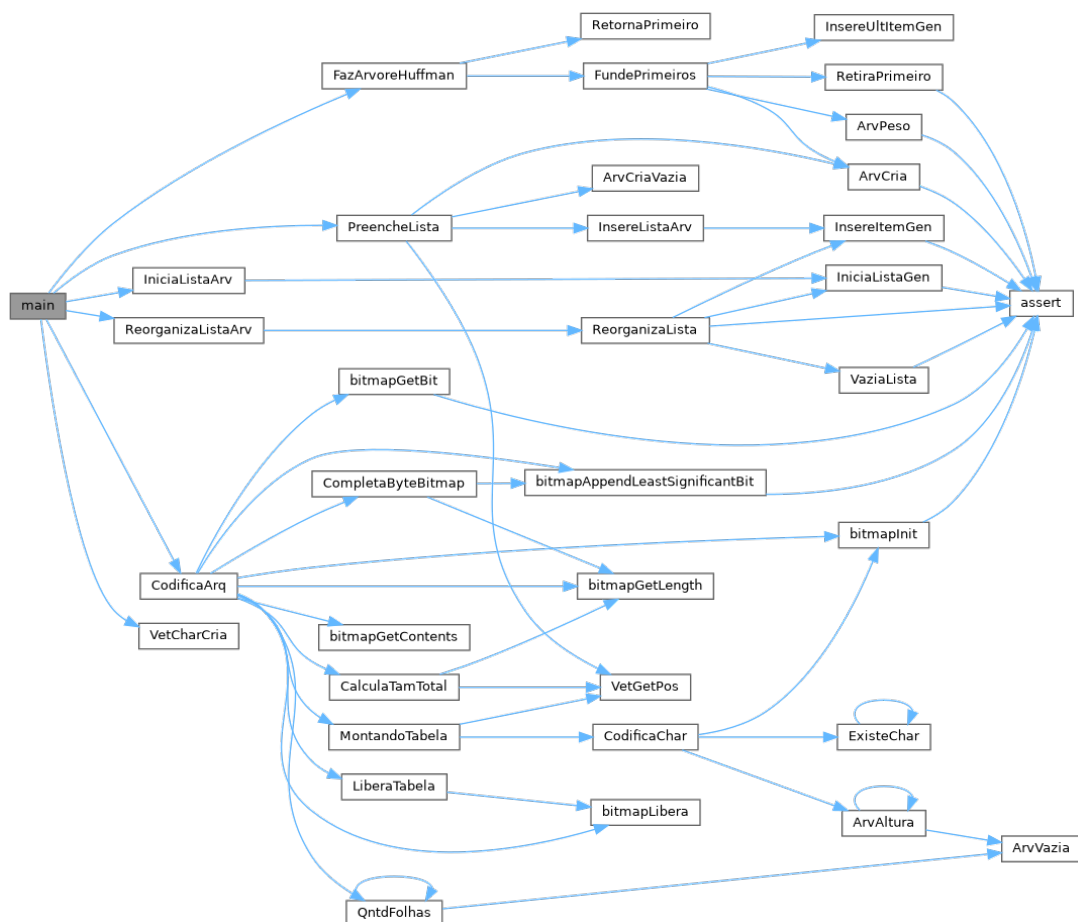 RetornaPrimeiro
InsereUltItemGen
FazArvoreHuffman
FundePrimeiros
RetiraPrimeiro
ArvPeso
ArvCria
ArvCriaVazia
PreencheLista
InsereListaArv
InsereItemGen
IniciaListaArv
IniciaListaGen
main
assert
ReorganizaListaArv
ReorganizaLista
VaziaLista
bitmapGetBit
CompletaByteBitmap
bitmapAppendLeastSignificantBit
bitmapInit
CodificaArq
bitmapGetLength
VetCharCria
bitmapGetContents
CalculaTamTotal
VetGetPos
MontandoTabela
CodificaChar
ExisteChar
LiberaTabela
bitmapLibera
ArvAltura
ArvVazia
QntdFolhas